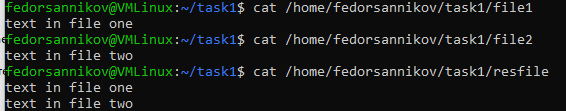 fedorsannikov@VMLinux:~/task1$ cat /home/fedorsannikov/task1/file1
text in file one
fedorsannikov@VMLinux:~/task1$ cat /home/fedorsannikov/task1/file2
text in file two
fedorsannikov@VMLinux:~/task1$ cat /home/fedorsannikov/task1/resfile
text in file one
text in file two